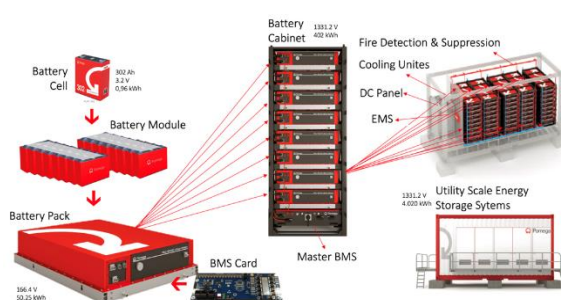 Battery
Cell
302 Ah
3.2 V
0,96 kWh
Battery Module
Battery Pack
166.4 V
50.25 kWh
BMS Card
Battery
Cabinet
1331.2 V
402 kWh
Master BMS
Fire Detection & Suppression
Cooling Unites
DC Panel
EMS
1331.2 V
4.020 kWh
Utility Scale Energy
Storage Sytems
Pomega